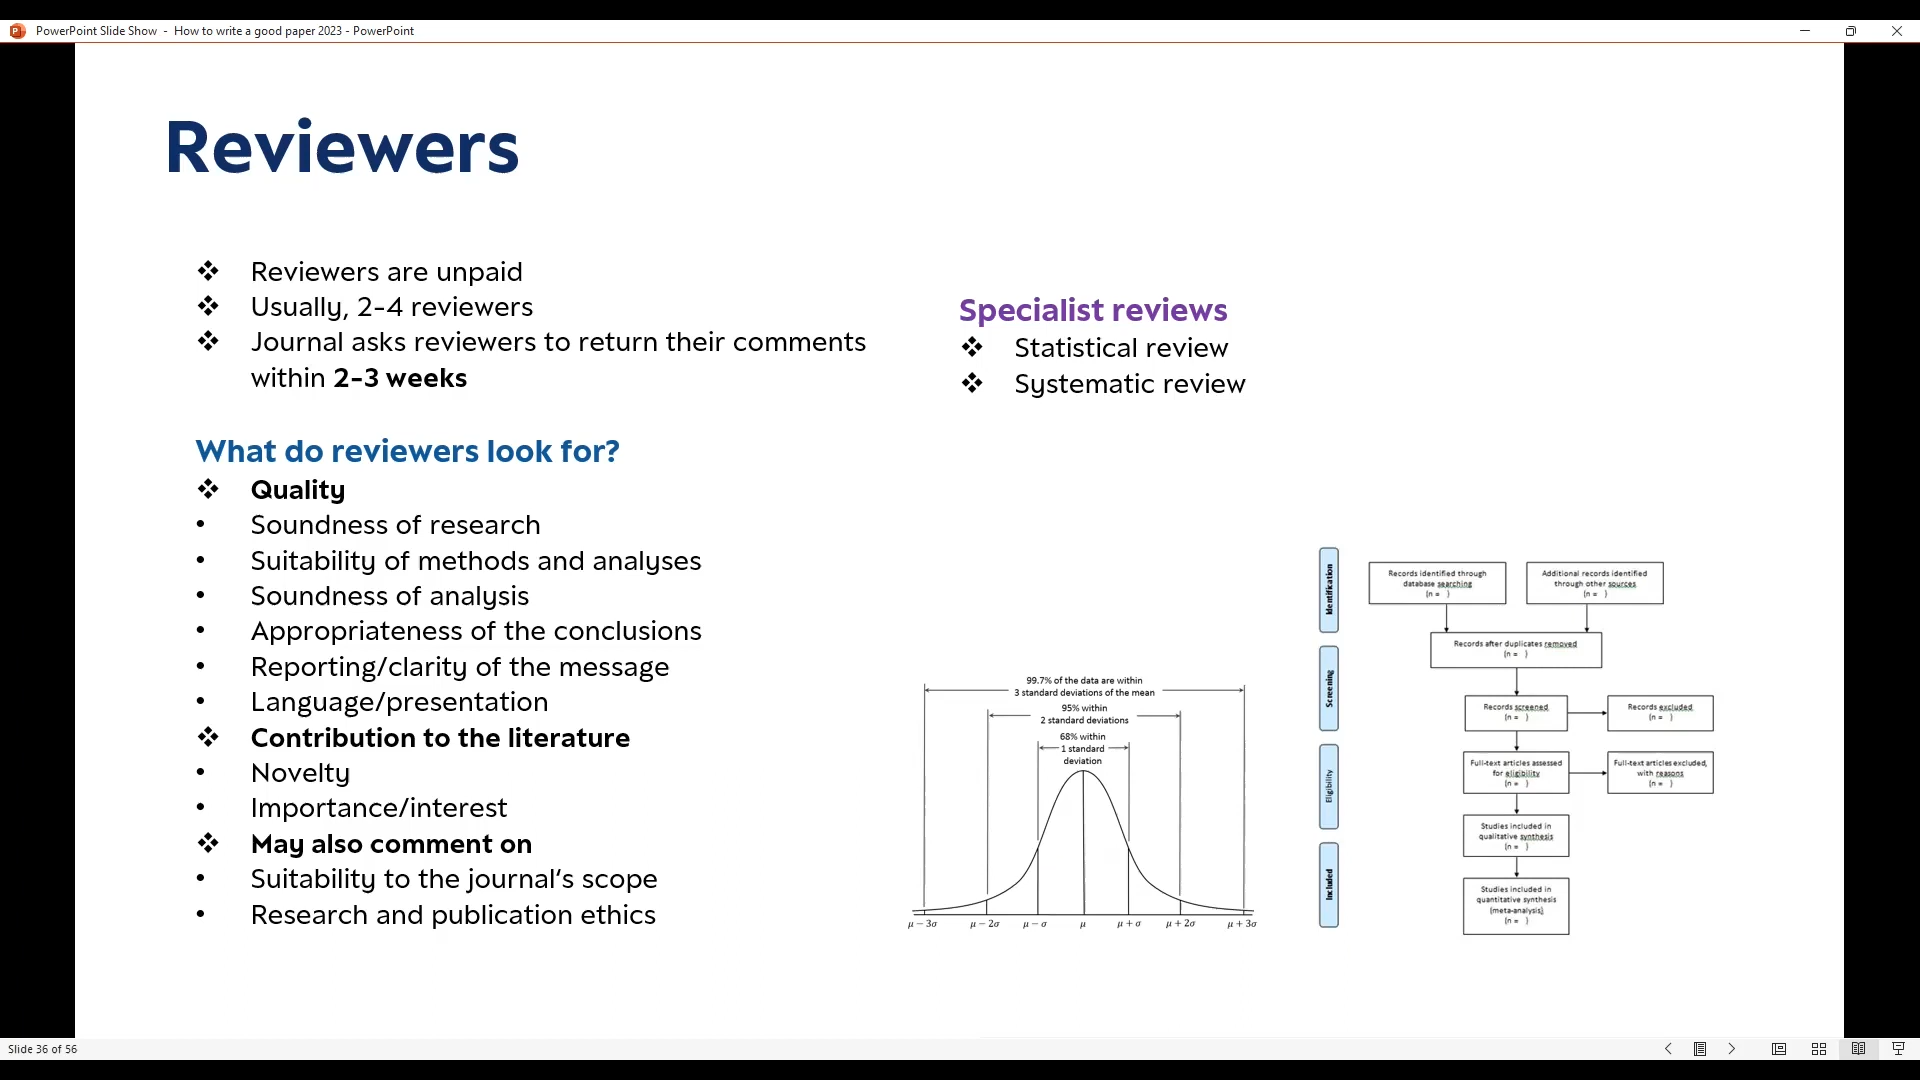 PowerPoint Slide Show - How to write a good paper 2023 - PowerPoint
Reviewers
❖ Reviewers are unpaid
❖ Usually, 2-4 reviewers
❖ Journal asks reviewers to return their comments
within 2-3 weeks
What do reviewers look for?
❖ Quality
• Soundness of research
• Suitability of methods and analyses
• Soundness of analysis
• Appropriateness of the conclusions
• Reporting/clarity of the message
• Language/presentation
❖ Contribution to the literature
• Novelty
• Importance/interest
❖ May also comment on
• Suitability to the journal's scope
• Research and publication ethics
Specialist reviews
❖ Statistical review
❖ Systematic review
99.7% of the data are within
3 standard deviations of the mean
95% within
2 standard deviations
68% within
1 standard
deviation
μ − 3σ μ − 2σ μ − σ μ μ + σ μ + 2σ μ + 3σ
Identification
Screening
Eligibility
Included
Records identified through
database searching
(n = )
Additional records identified
through other sources
(n = )
Records after duplicates removed
(n = )
Records screened
(n = )
Records excluded
(n = )
Full-text articles assessed
for eligibility
(n = )
Full-text articles excluded,
with reasons
(n = )
Studies included in
qualitative synthesis
(n = )
Studies included in
quantitative synthesis
(meta-analysis)
(n = )
Slide 36 of 56